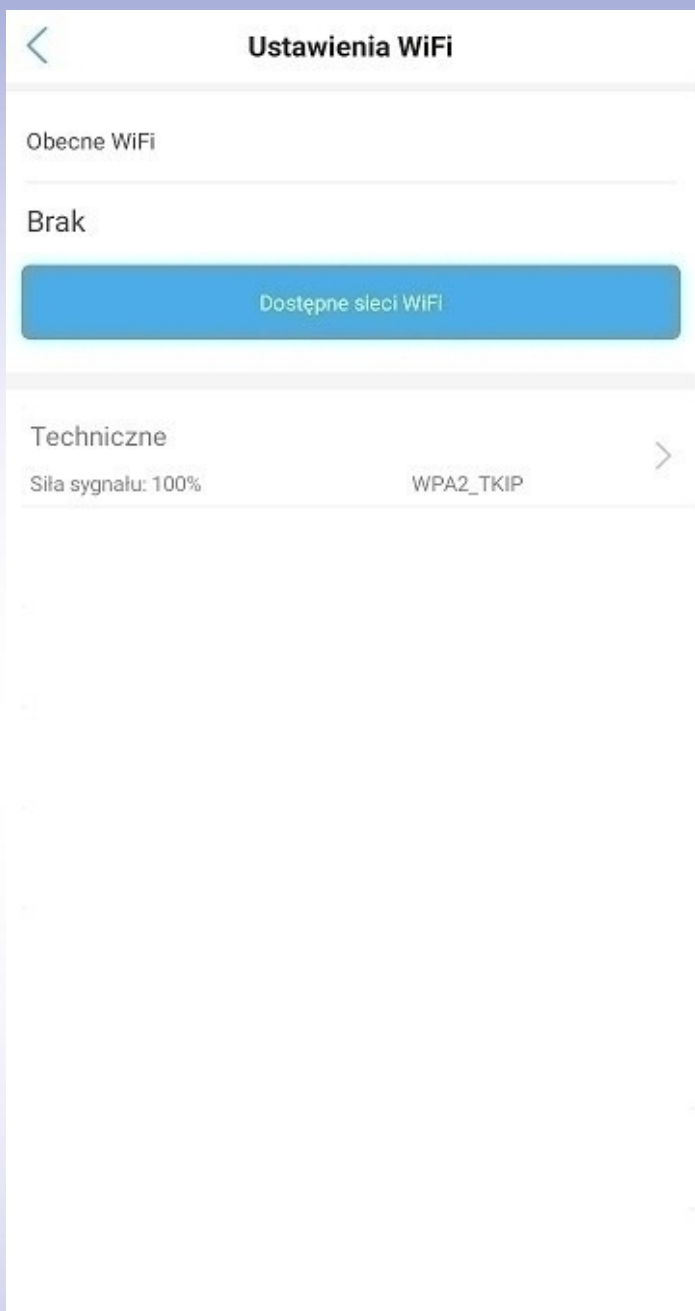 Ustawienia WiFi
Obecne WiFi
Brak
Dostępne sieci WiFi
Techniczne
Siła sygnału: 100% WPA2_TKIP